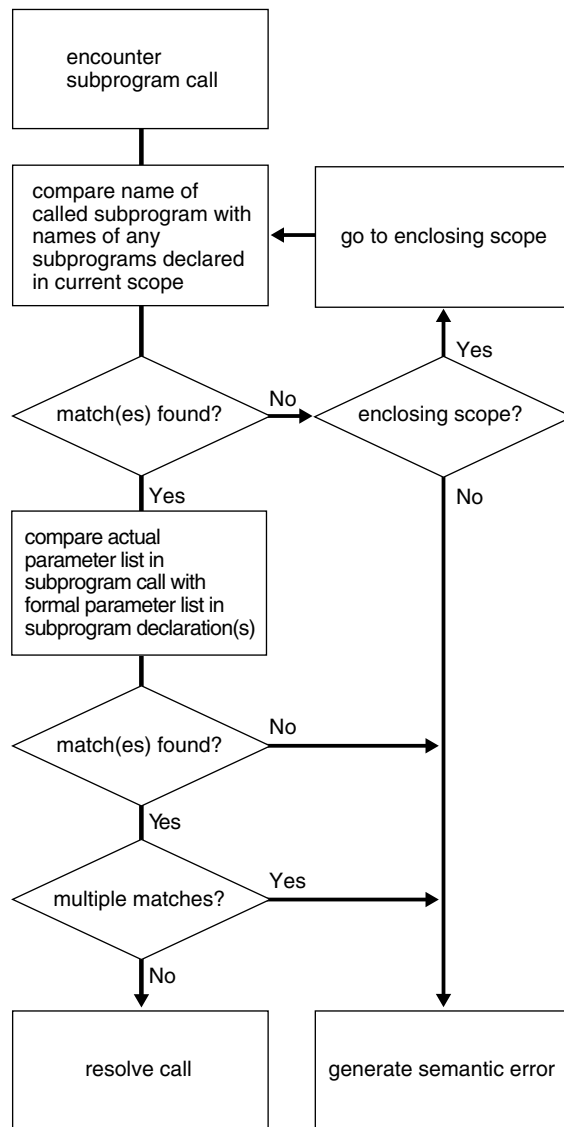 encounter
subprogram call
compare name of
called subprogram with
names of any
subprograms declared
in current scope
go to enclosing scope
Yes
match(es) found?
No
enclosing scope?
Yes
No
compare actual
parameter list in
subprogram call with
formal parameter list in
subprogram declaration(s)
match(es) found?
No
Yes
multiple matches?
Yes
No
resolve call
generate semantic error